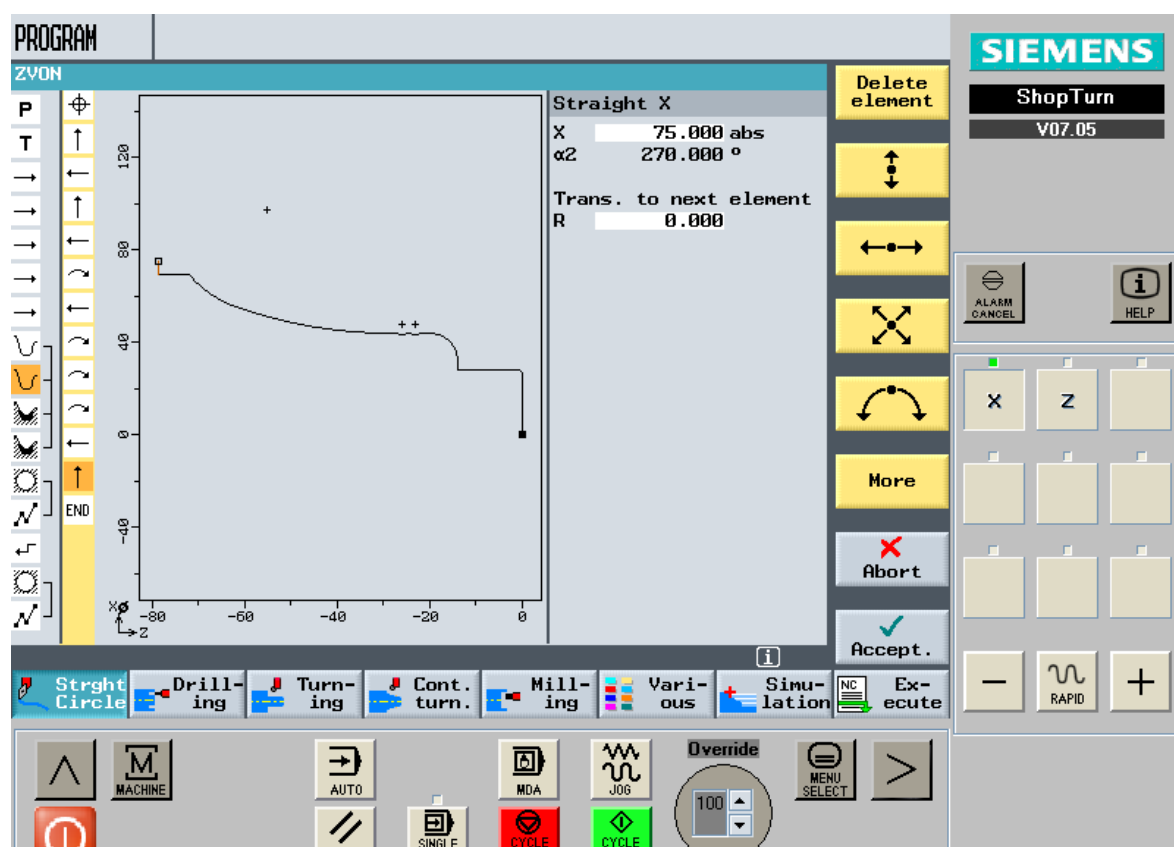 PROGRAM
SIEMENS
ShopTurn
V07.05
ZVON
P
T
END
120
80
40
0
-40
-80
-60
-40
-20
0
XØ
Z
Straight X
X 75.000 abs
α2 270.000 °
Trans. to next element
R 0.000
Delete
element
More
Abort
Accept.
i
ALARM
CANCEL
i
HELP
X
Z
RAPID
Strght
Circle
Drill-
ing
Turn-
ing
Cont.
turn.
Mill-
ing
Vari-
ous
Simu-
lation
NC
Ex-
ecute
M
MACHINE
AUTO
SINGLE
MDA
CYCLE
JOG
CYCLE
Override
100
MENU
SELECT